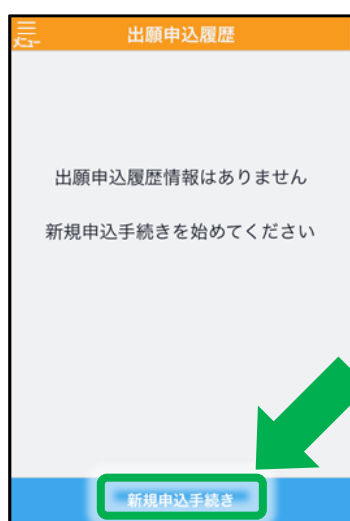 メニュー
出願申込履歴
出願申込履歴情報はありません
新規申込手続きを始めてください
新規申込手続き